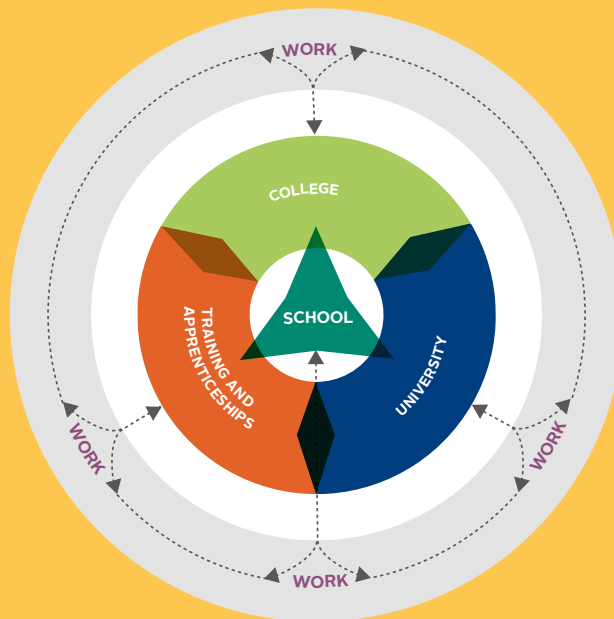 WORK
COLLEGE
SCHOOL
TRAINING AND
APPRENTICESHIPS
UNIVERSITY
WORK
WORK
WORK